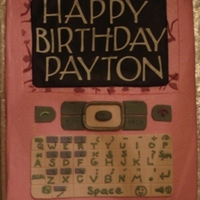 HAPPY
BIRTHDAY
PAYTON
Q W E R T Y U I O P
A S D F G H J K L
Z X C V B N M
Space